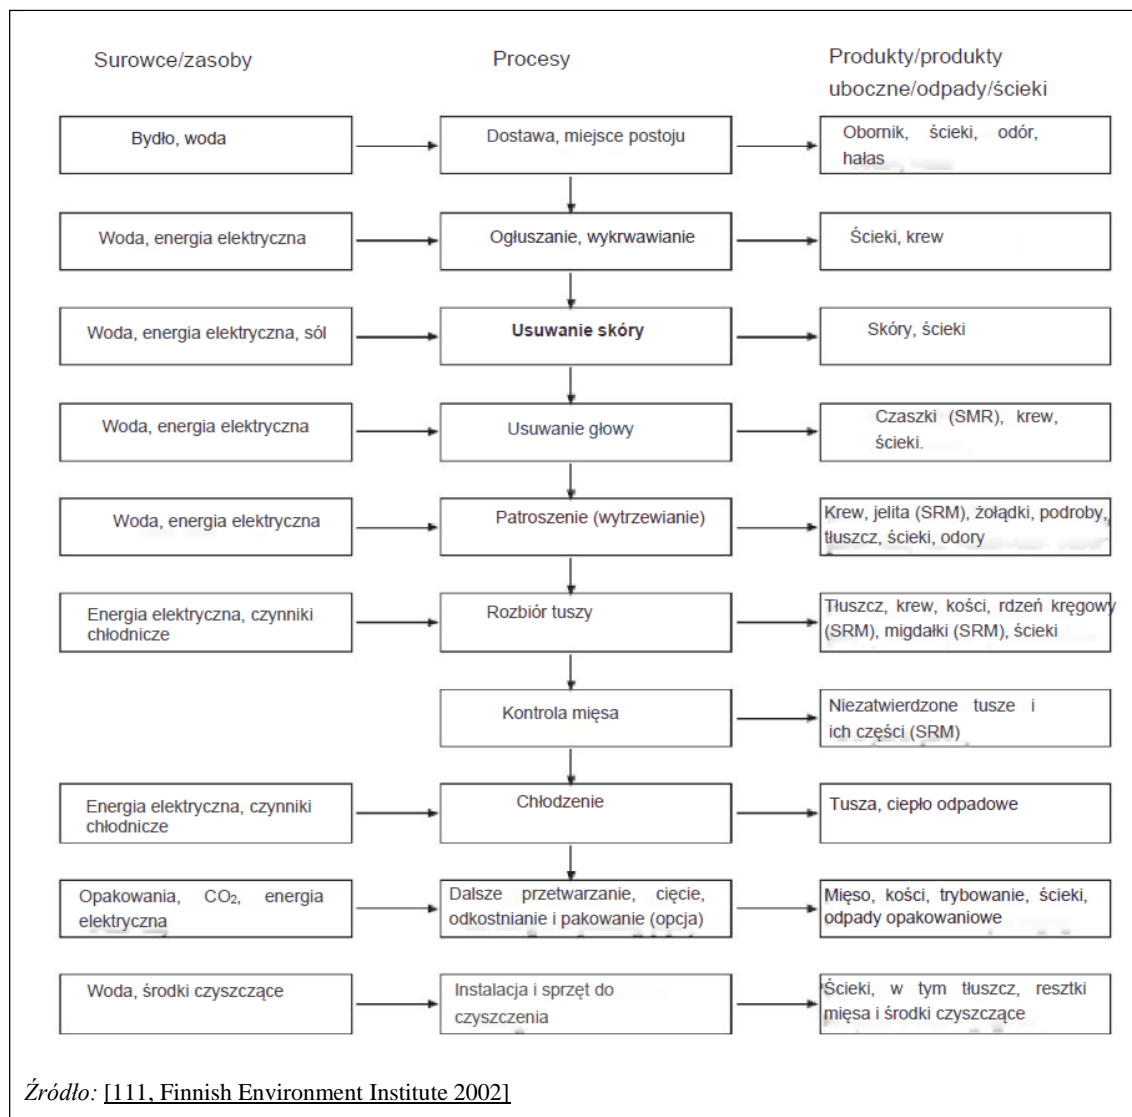 Surowce/zasoby
Procesy
Produkty/produkty
uboczne/odpady/ścieki
Bydło, woda
Dostawa, miejsce postoju
Obornik, ścieki, odór,
hałas
Woda, energia elektryczna
Ogłuszanie, wykrwawianie
Ścieki, krew
Woda, energia elektryczna, sól
Usuwanie skóry
Skóry, ścieki
Woda, energia elektryczna
Usuwanie głowy
Czaszki (SMR), krew,
ścieki.
Woda, energia elektryczna
Patroszenie (wytrzewianie)
Krew, jelita (SRM), żołądki, podroby,
tłuszcz, ścieki, odory
Energia elektryczna, czynniki
chłodnicze
Rozbiór tuszy
Tłuszcz, krew, kości, rdzeń kręgowy
(SRM), migdałki (SRM), ścieki
Kontrola mięsa
Niezatwierdzone tusze i
ich części (SRM)
Energia elektryczna, czynniki
chłodnicze
Chłodzenie
Tusza, ciepło odpadowe
Opakowania, CO₂, energia
elektryczna
Dalsze przetwarzanie, cięcie,
odkostnianie i pakowanie (opcja)
Mięso, kości, trybowanie, ścieki,
odpady opakowaniowe
Woda, środki czyszczące
Instalacja i sprzęt do
czyszczenia
Ścieki, w tym tłuszcz, resztki
mięsa i środki czyszczące
Źródło: [111, Finnish Environment Institute 2002]